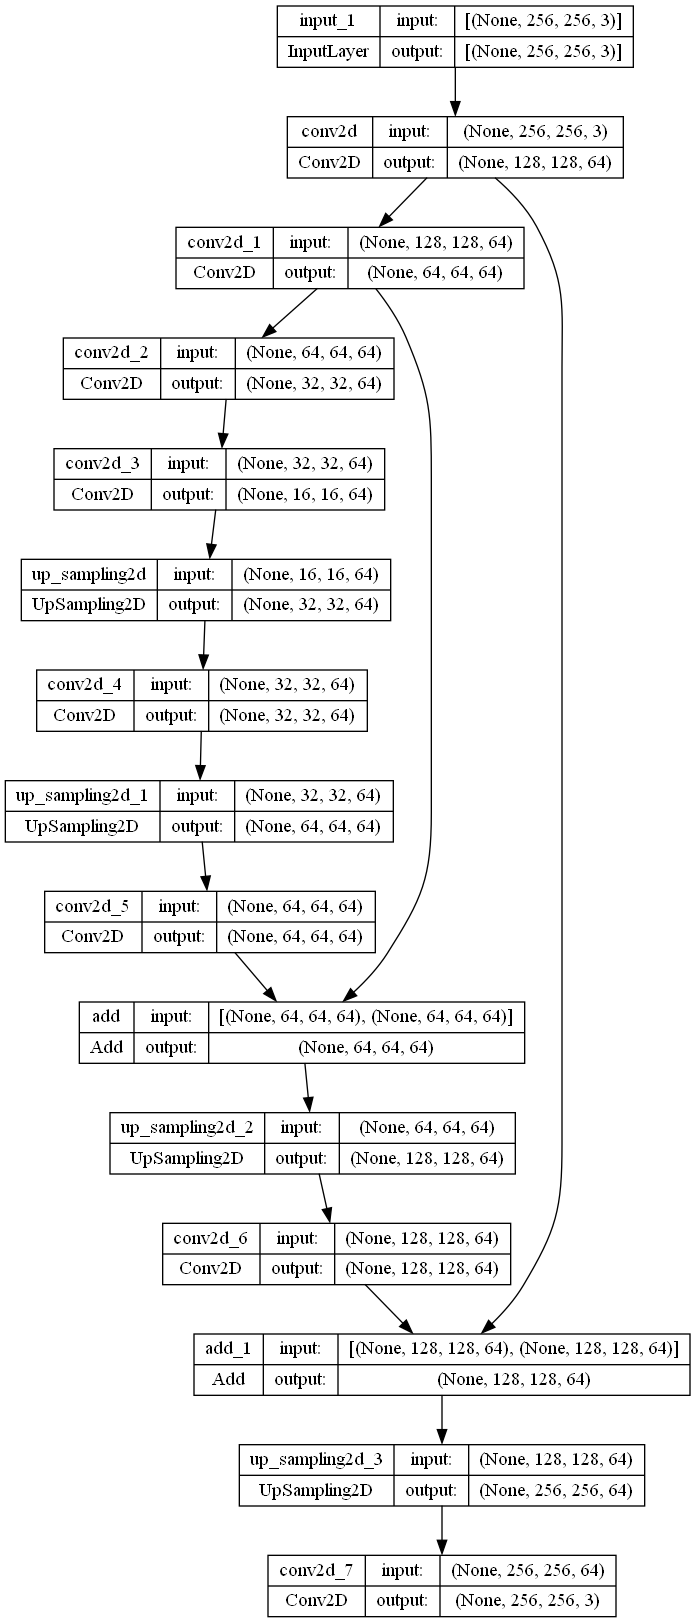 input_1 input: [(None, 256, 256, 3)]
InputLayer output: [(None, 256, 256, 3)]
conv2d input: (None, 256, 256, 3)
Conv2D output: (None, 128, 128, 64)
conv2d_1 input: (None, 128, 128, 64)
Conv2D output: (None, 64, 64, 64)
conv2d_2 input: (None, 64, 64, 64)
Conv2D output: (None, 32, 32, 64)
conv2d_3 input: (None, 32, 32, 64)
Conv2D output: (None, 16, 16, 64)
up_sampling2d input: (None, 16, 16, 64)
UpSampling2D output: (None, 32, 32, 64)
conv2d_4 input: (None, 32, 32, 64)
Conv2D output: (None, 32, 32, 64)
up_sampling2d_1 input: (None, 32, 32, 64)
UpSampling2D output: (None, 64, 64, 64)
conv2d_5 input: (None, 64, 64, 64)
Conv2D output: (None, 64, 64, 64)
add input: [(None, 64, 64, 64), (None, 64, 64, 64)]
Add output: (None, 64, 64, 64)
up_sampling2d_2 input: (None, 64, 64, 64)
UpSampling2D output: (None, 128, 128, 64)
conv2d_6 input: (None, 128, 128, 64)
Conv2D output: (None, 128, 128, 64)
add_1 input: [(None, 128, 128, 64), (None, 128, 128, 64)]
Add output: (None, 128, 128, 64)
up_sampling2d_3 input: (None, 128, 128, 64)
UpSampling2D output: (None, 256, 256, 64)
conv2d_7 input: (None, 256, 256, 64)
Conv2D output: (None, 256, 256, 3)